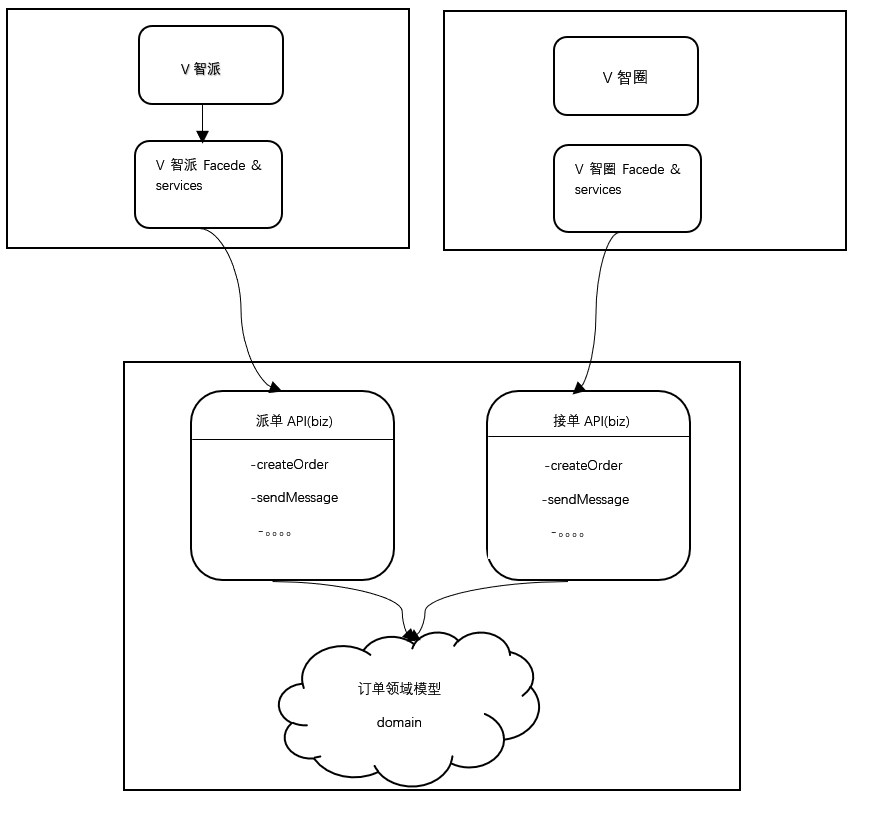 V 智派
V 智派 Facede &
services
V 智圈
V 智圈 Facede &
services
派单 API(biz)
-createOrder
-sendMessage
-。。。。
接单 API(biz)
-createOrder
-sendMessage
-。。。。
订单领域模型
domain